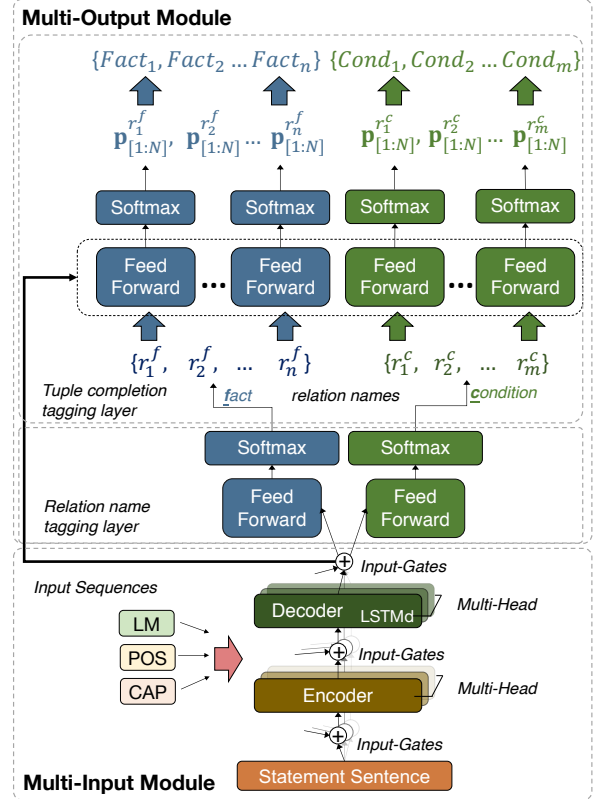 Multi-Output Module
{Fact₁, Fact₂ ... Factₙ} {Cond₁, Cond₂ ... Condₘ}
p^{r₁^f}_{[1:N]}, p^{r₂^f}_{[1:N]} ... p^{rₙ^f}_{[1:N]} p^{r₁^c}_{[1:N]}, p^{r₂^c}_{[1:N]} ... p^{rₘ^c}_{[1:N]}
Softmax Softmax Softmax Softmax
Feed Feed Feed Feed
Forward ... Forward Forward ... Forward
{r₁^f, r₂^f, ... rₙ^f} {r₁^c, r₂^c, ... rₘ^c}
Tuple completion fact relation names condition
tagging layer
Softmax Softmax
Relation name Feed Feed
tagging layer Forward Forward
+ Input-Gates
Input Sequences
Decoder LSTMd Multi-Head
LM
+ Input-Gates
POS
CAP Encoder Multi-Head
+ Input-Gates
Multi-Input Module Statement Sentence